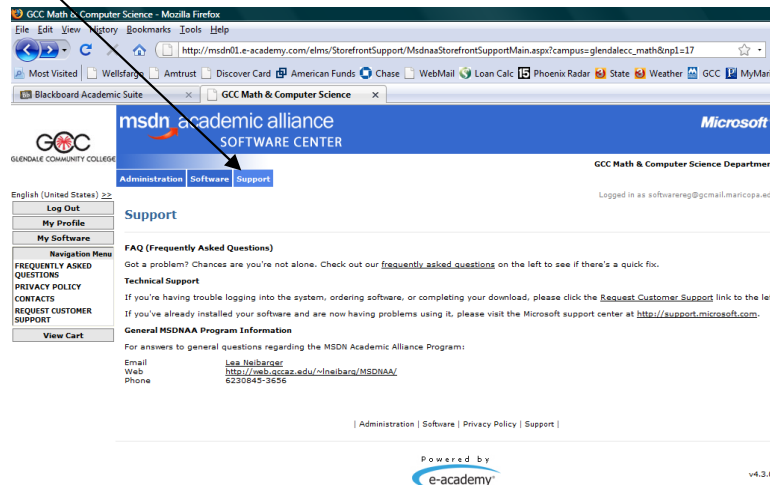 GCC Math & Computer Science - Mozilla Firefox
File Edit View History Bookmarks Tools Help
http://msdn01.e-academy.com/elms/StorefrontSupport/MsdnaaStorefrontSupportMain.aspx?campus=glendalecc_math&np1=17
Most Visited Wellsfargo Amtrust Discover Card American Funds Chase WebMail Loan Calc Phoenix Radar State Weather GCC MyMari
Blackboard Academic Suite GCC Math & Computer Science
msdn academic alliance
SOFTWARE CENTER
Microsoft
GCC
GLENDALE COMMUNITY COLLEGE
GCC Math & Computer Science Departmen
Administration Software Support
Logged in as softwarereg@gcmail.maricopa.ed
English (United States) >>
Log Out
My Profile
My Software
Navigation Menu
FREQUENTLY ASKED
QUESTIONS
PRIVACY POLICY
CONTACTS
REQUEST CUSTOMER
SUPPORT
View Cart
Support
FAQ (Frequently Asked Questions)
Got a problem? Chances are you're not alone. Check out our frequently asked questions on the left to see if there's a quick fix.
Technical Support
If you're having trouble logging into the system, ordering software, or completing your download, please click the Request Customer Support link to the le
If you've already installed your software and are now having problems using it, please visit the Microsoft support center at http://support.microsoft.com.
General MSDNAA Program Information
For answers to general questions regarding the MSDN Academic Alliance Program:
Email Lea Neibarger
Web http://web.gccaz.edu/~lneibarg/MSDNAA/
Phone 6230845-3656
| Administration | Software | Privacy Policy | Support |
Powered by
e-academy
v4.3.